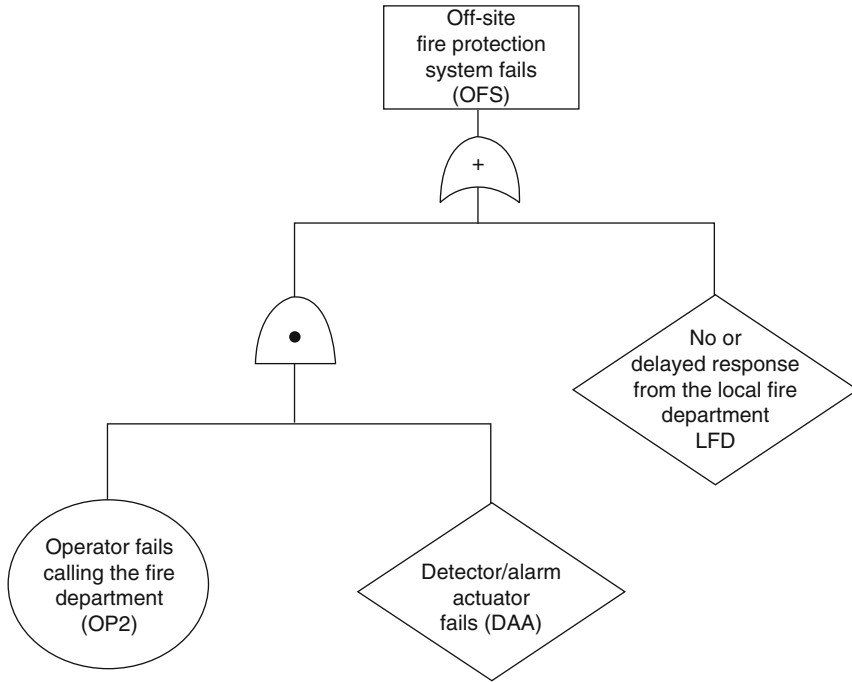 Off-site
fire protection
system fails
(OFS)
+
No or
delayed response
from the local fire
department
LFD
Operator fails
calling the fire
department
(OP2)
Detector/alarm
actuator
fails (DAA)